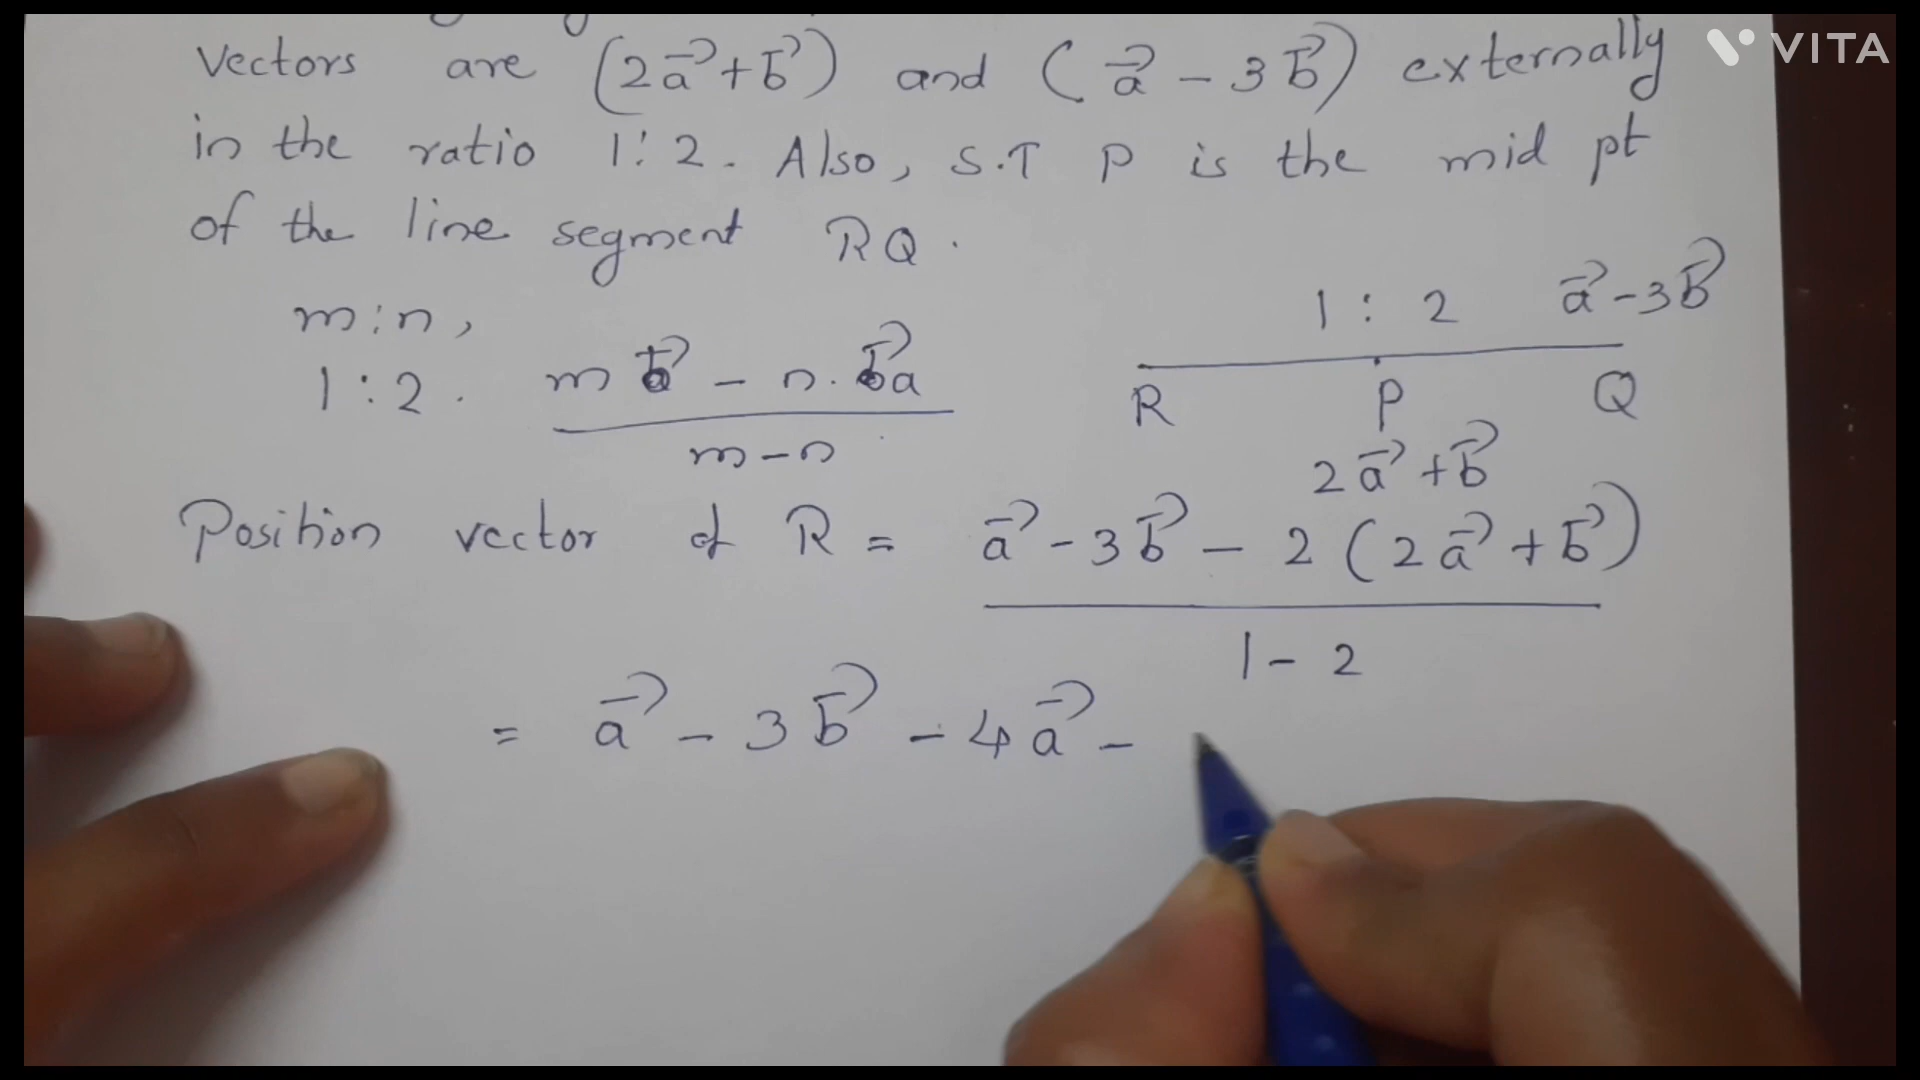 vectors are (2a⃗ + b⃗) and (a⃗ - 3b⃗) externally
VITA
in the ratio 1:2. Also, S.T P is the mid pt
of the line segment RQ.
m:n,
1 : 2 a⃗ - 3b⃗
1:2. m b⃗ - n. a
m - n
R P Q
2a⃗ + b⃗
Position vector of R = a⃗ - 3b⃗ - 2(2a⃗ + b⃗)
1 - 2
= a⃗ - 3b⃗ - 4a⃗ -